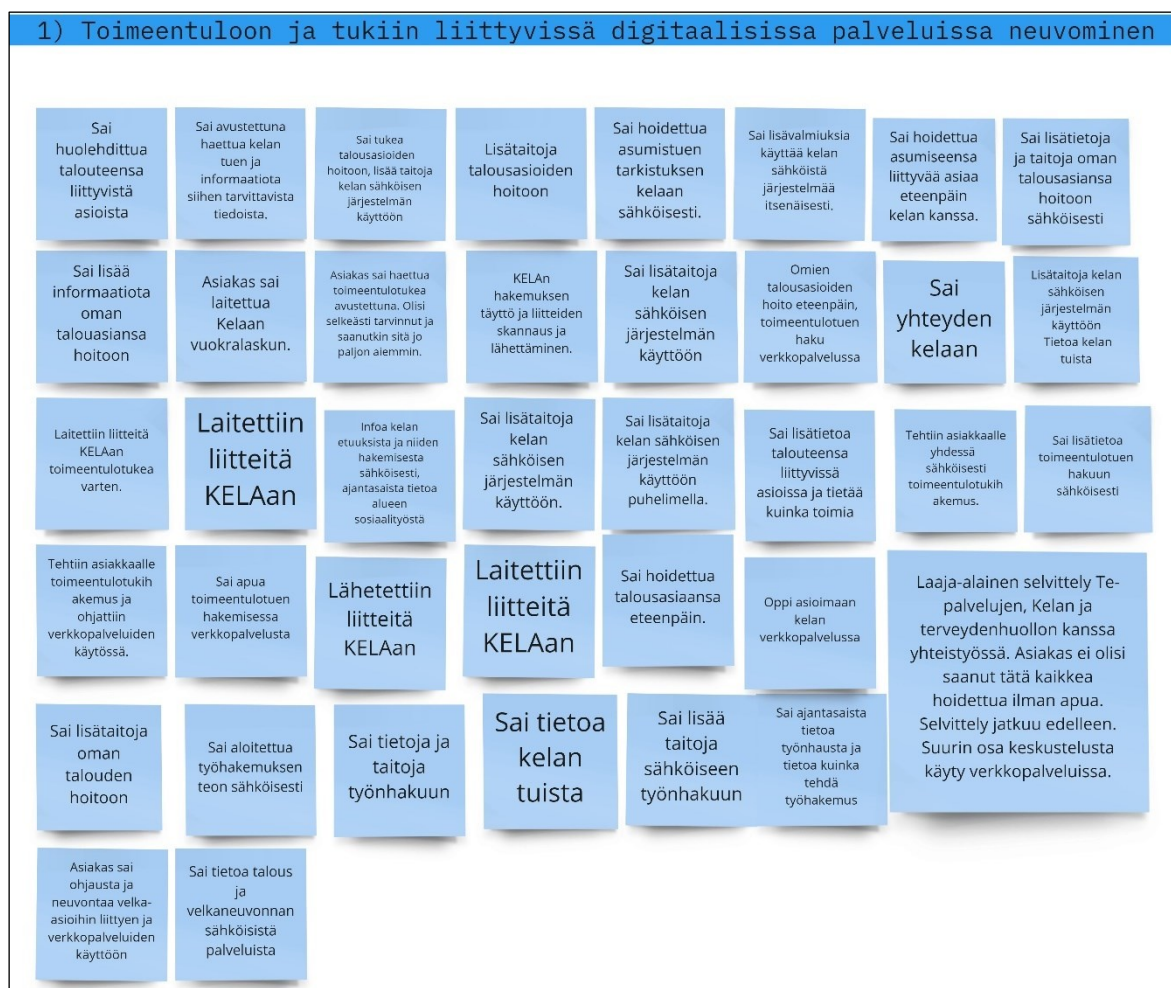 1) Toimeentuloon ja tukiin liittyvissä digitaalisissa palveluissa neuvominen
Sai
huolehdittua
talouteensa
liittyvistä
asioista
Sai avustettuna
haettua kelan
tuen ja
informaatiota
siihen tarvittavista
tiedoista.
Sai tukea
talousasioiden
hoitoon, lisää taitoja
kelan sähköisen
järjestelmän
käyttöön
Lisätaitoja
talousasioiden
hoitoon
Sai hoidettua
asumistuen
tarkistuksen
kelaan
sähköisesti.
Sai lisävalmiuksia
käyttää kelan
sähköistä
järjestelmää
itsenäisesti.
Sai hoidettua
asumiseensa
liittyvää asiaa
eteenpäin
kelan kanssa.
Sai lisätietoja
ja taitoja oman
talousasiansa
hoitoon
sähköisesti
Sai lisää
informaatiota
oman
talouasiansa
hoitoon
Asiakas sai
laitettua
Kelaan
vuokralaskun.
Asiakas sai haettua
toimeentulotukea
avustettuna. Olisi
selkeästi tarvinnut ja
saanutkin sitä jo
paljon aiemmin.
KELAn
hakemuksen
täyttö ja liitteiden
skannaus ja
lähettäminen.
Sai lisätaitoja
kelan
sähköisen
järjestelmän
käyttöön
Omien
talousasioiden
hoito eteenpäin,
toimeentulotuen
haku
verkkopalvelussa
Sai
yhteyden
kelaan
Lisätaitoja kelan
sähköisen
järjestelmän
käyttöön
Tietoa kelan
tuista
Laitettiin liitteitä
KELAan
toimeentulotukea
varten.
Laitettiin
liitteitä
KELAan
Infoa kelan
etuuksista ja niiden
hakemisesta
sähköisesti,
ajantasaista tietoa
alueen
sosiaalityöstä
Sai lisätaitoja
kelan
sähköisen
järjestelmän
käyttöön.
Sai lisätaitoja
kelan sähköisen
järjestelmän
käyttöön
puhelimella.
Sai lisätietoa
talouteensa
liittyvissä
asioissa ja tietää
kuinka toimia
Tehtiin asiakkaalle
yhdessä
sähköisesti
toimeentulotukih
akemus.
Sai lisätietoa
toimeentulotuen
hakuun
sähköisesti
Tehtiin asiakkaalle
toimeentulotukih
akemus ja
ohjattiin
verkkopalveluiden
käytössä.
Sai apua
toimeentulotuen
hakemisessa
verkkopalvelusta
Lähetettiin
liitteitä
KELAan
Laitettiin
liitteitä
KELAan
Sai hoidettua
talousasiaansa
eteenpäin.
Oppi asioimaan
kelan
verkkopalvelussa
Laaja-alainen selvittely Te-
palvelujen, Kelan ja
terveydenhuollon kanssa
yhteistyössä. Asiakas ei olisi
saanut tätä kaikkea
hoidettua ilman apua.
Selvittely jatkuu edelleen.
Suurin osa keskustelusta
käyty verkkopalveluissa.
Sai lisätaitoja
oman
talouden
hoitoon
Sai aloitettua
työhakemuksen
teon sähköisesti
Sai tietoja ja
taitoja
työnhakuun
Sai tietoa
kelan
tuista
Sai lisää
taitoja
sähköiseen
työnhakuun
Sai ajantasaista
tietoa
työnhausta ja
tietoa kuinka
tehdä
työhakemus
Asiakas sai
ohjausta ja
neuvontaa velka-
asioihin liittyen ja
verkkopalveluiden
käyttöön
Sai tietoa talous
ja
velkaneuvonnan
sähköisistä
palveluista